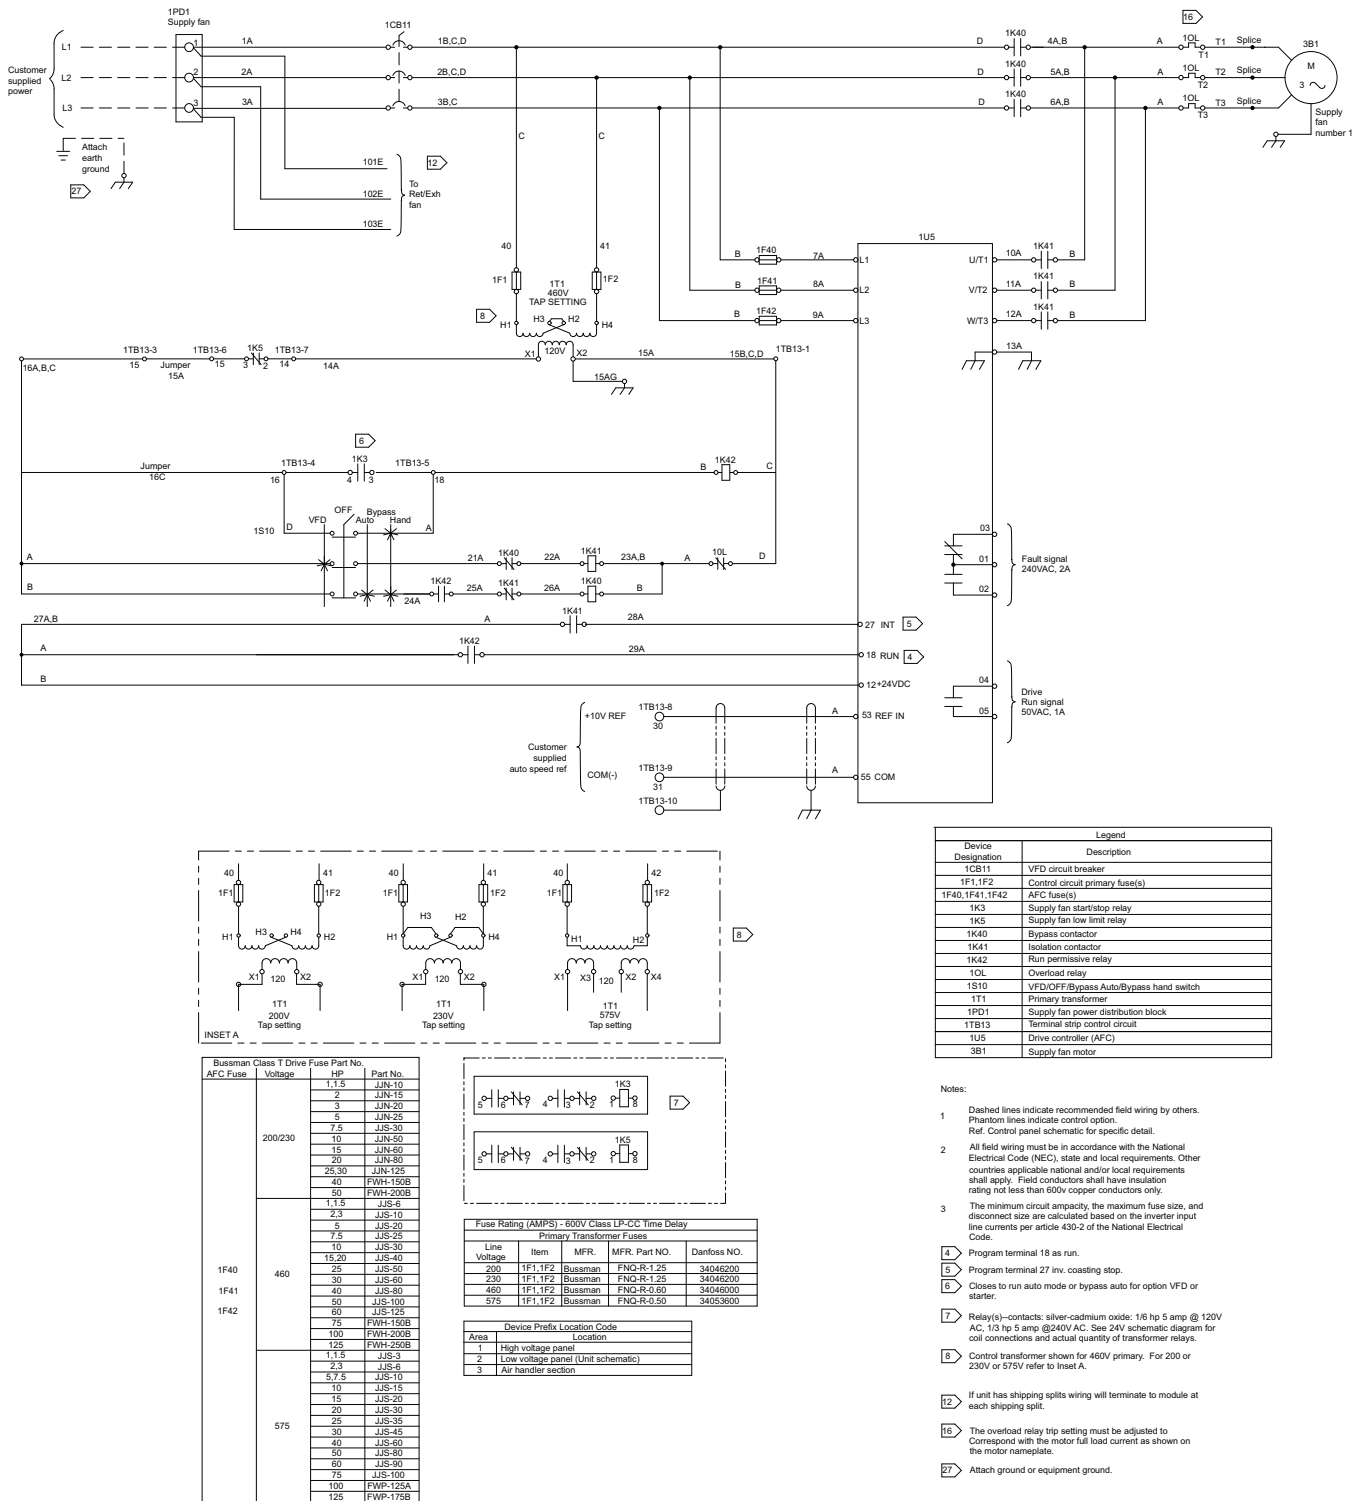 1PD1
Supply fan
1CB11
16
L1
1
1A
1B,C,D
D
1K40
4A,B
A
1OL
T1
T1
Splice
3B1
Customer
supplied
power
L2
2
2A
2B,C,D
D
1K40
5A,B
A
1OL
T2
T2
Splice
M
3
L3
3
3A
3B,C
D
1K40
6A,B
A
1OL
T3
T3
Splice
Supply
fan
number 1
Attach
earth
ground
27
C
C
101E
12
102E
To
Ret/Exh
fan
103E
40
41
1U5
B
1F40
7A
L1
U/T1
10A
1K41
B
1F1
1T1
460V
TAP SETTING
1F2
B
1F41
8A
L2
V/T2
11A
1K41
B
8
H1
H3
H2
H4
B
1F42
9A
L3
W/T3
12A
1K41
B
13A
16A,B,C
1TB13-3
15
Jumper
15A
1TB13-6
15
1K5
3
2
1TB13-7
14
14A
X1
120V
X2
15A
15B,C,D
1TB13-1
15AG
6
Jumper
16C
1TB13-4
16
1K3
4
3
1TB13-5
18
B
1K42
C
1S10
D
VFD
OFF
Auto
Bypass
Hand
A
03
01
02
Fault signal
240VAC, 2A
A
21A
1K40
22A
1K41
23A,B
A
10L
D
B
24A
1K42
25A
1K41
26A
1K40
B
27A,B
A
1K41
28A
27 INT
5
A
1K42
29A
18 RUN
4
B
12+24VDC
04
05
Drive
Run signal
50VAC, 1A
Customer
supplied
auto speed ref
+10V REF
1TB13-8
30
A
53 REF IN
COM(-)
1TB13-9
31
A
55 COM
1TB13-10
40
41
40
41
40
42
1F1
1F2
1F1
1F2
1F1
1F2
H1
H3
H4
H2
H1
H3
H2
H4
H1
H2
8
X1
120
X2
X1
120
X2
X1
X3
120
X2
X4
1T1
200V
Tap setting
1T1
230V
Tap setting
1T1
575V
Tap setting
INSET A
Legend
Device Designation
Description
1CB11 VFD circuit breaker
1F1,1F2 Control circuit primary fuse(s)
1F40,1F41,1F42 AFC fuse(s)
1K3 Supply fan start/stop relay
1K5 Supply fan low limit relay
1K40 Bypass contactor
1K41 Isolation contactor
1K42 Run permissive relay
1OL Overload relay
1S10 VFD/OFF/Bypass Auto/Bypass hand switch
1T1 Primary transformer
1PD1 Supply fan power distribution block
1TB13 Terminal strip control circuit
1U5 Drive controller (AFC)
3B1 Supply fan motor
Bussman Class T Drive Fuse Part No.
AFC Fuse Voltage HP Part No.
1F40
1F41
1F42
200/230
1,1.5 JJN-10
2 JJN-15
3 JJN-20
5 JJN-25
7.5 JJS-30
10 JJN-50
15 JJN-60
20 JJN-80
25,30 JJN-125
40 FWH-150B
50 FWH-200B
460
1,1.5 JJS-6
2,3 JJS-10
5 JJS-20
7.5 JJS-25
10 JJS-30
15,20 JJS-40
25 JJS-50
30 JJS-60
40 JJS-80
50 JJS-100
60 JJS-125
75 FWH-150B
100 FWH-200B
125 FWH-250B
575
1,1.5 JJS-3
2,3 JJS-6
5,7.5 JJS-10
10 JJS-15
15 JJS-20
20 JJS-30
25 JJS-35
30 JJS-45
40 JJS-60
50 JJS-80
60 JJS-90
75 JJS-100
100 FWP-125A
125 FWP-175B
1K3
5 6 7 4 3 2 1 8
7
1K5
5 6 7 4 3 2 1 8
Fuse Rating (AMPS) - 600V Class LP-CC Time Delay
Primary Transformer Fuses
Line Voltage Item MFR. MFR. Part NO. Danfoss NO.
200 1F1,1F2 Bussman FNQ-R-1.25 34046200
230 1F1,1F2 Bussman FNQ-R-1.25 34046200
460 1F1,1F2 Bussman FNQ-R-0.60 34046000
575 1F1,1F2 Bussman FNQ-R-0.50 34053600
Device Prefix Location Code
Area Location
1 High voltage panel
2 Low voltage panel (Unit schematic)
3 Air handler section
Notes:
1 Dashed lines indicate recommended field wiring by others.
Phantom lines indicate control option.
Ref. Control panel schematic for specific detail.
2 All field wiring must be in accordance with the National
Electrical Code (NEC), state and local requirements. Other
countries applicable national and/or local requirements
shall apply. Field conductors shall have insulation
rating not less than 600v copper conductors only.
3 The minimum circuit ampacity, the maximum fuse size, and
disconnect size are calculated based on the inverter input
line currents per article 430-2 of the National Electrical
Code.
4 Program terminal 18 as run.
5 Program terminal 27 inv. coasting stop.
6 Closes to run auto mode or bypass auto for option VFD or
starter.
7 Relay(s)--contacts: silver-cadmium oxide: 1/6 hp 5 amp @ 120V
AC, 1/3 hp 5 amp @240V AC. See 24V schematic diagram for
coil connections and actual quantity of transformer relays.
8 Control transformer shown for 460V primary. For 200 or
230V or 575V refer to Inset A.
12 If unit has shipping splits wiring will terminate to module at
each shipping split.
16 The overload relay trip setting must be adjusted to
Correspond with the motor full load current as shown on
the motor nameplate.
27 Attach ground or equipment ground.